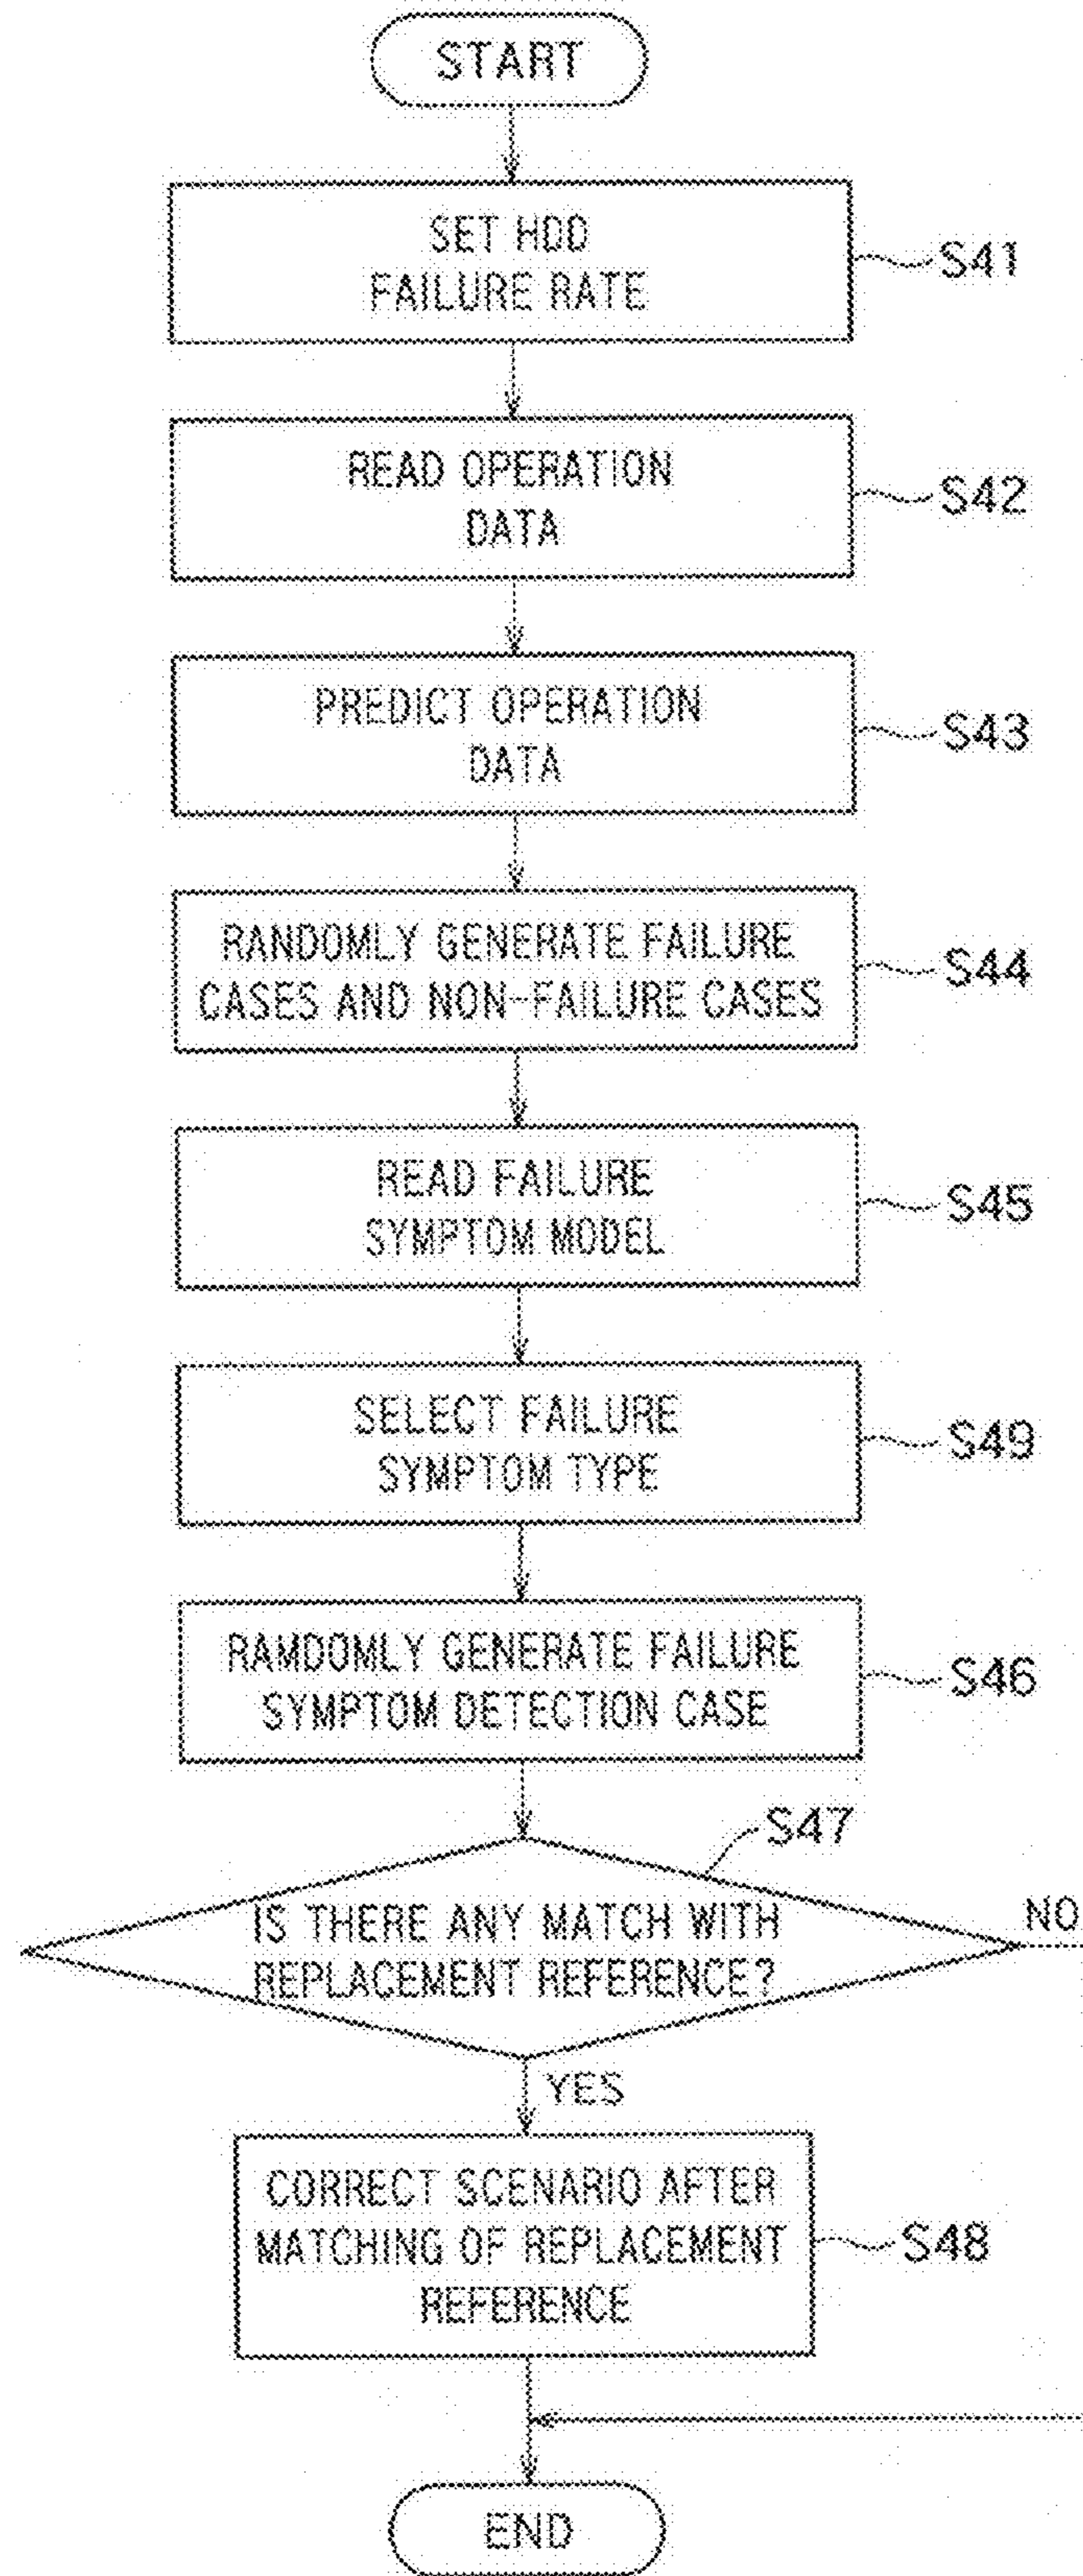 START
SET HDD
FAILURE RATE
S41
READ OPERATION
DATA
S42
PREDICT OPERATION
DATA
S43
RANDOMLY GENERATE FAILURE
CASES AND NON-FAILURE CASES
S44
READ FAILURE
SYMPTOM MODEL
S45
SELECT FAILURE
SYMPTOM TYPE
S49
RAMDOMLY GENERATE FAILURE
SYMPTOM DETECTION CASE
S46
S47
IS THERE ANY MATCH WITH
REPLACEMENT REFERENCE?
NO
YES
CORRECT SCENARIO AFTER
MATCHING OF REPLACEMENT
REFERENCE
S48
END